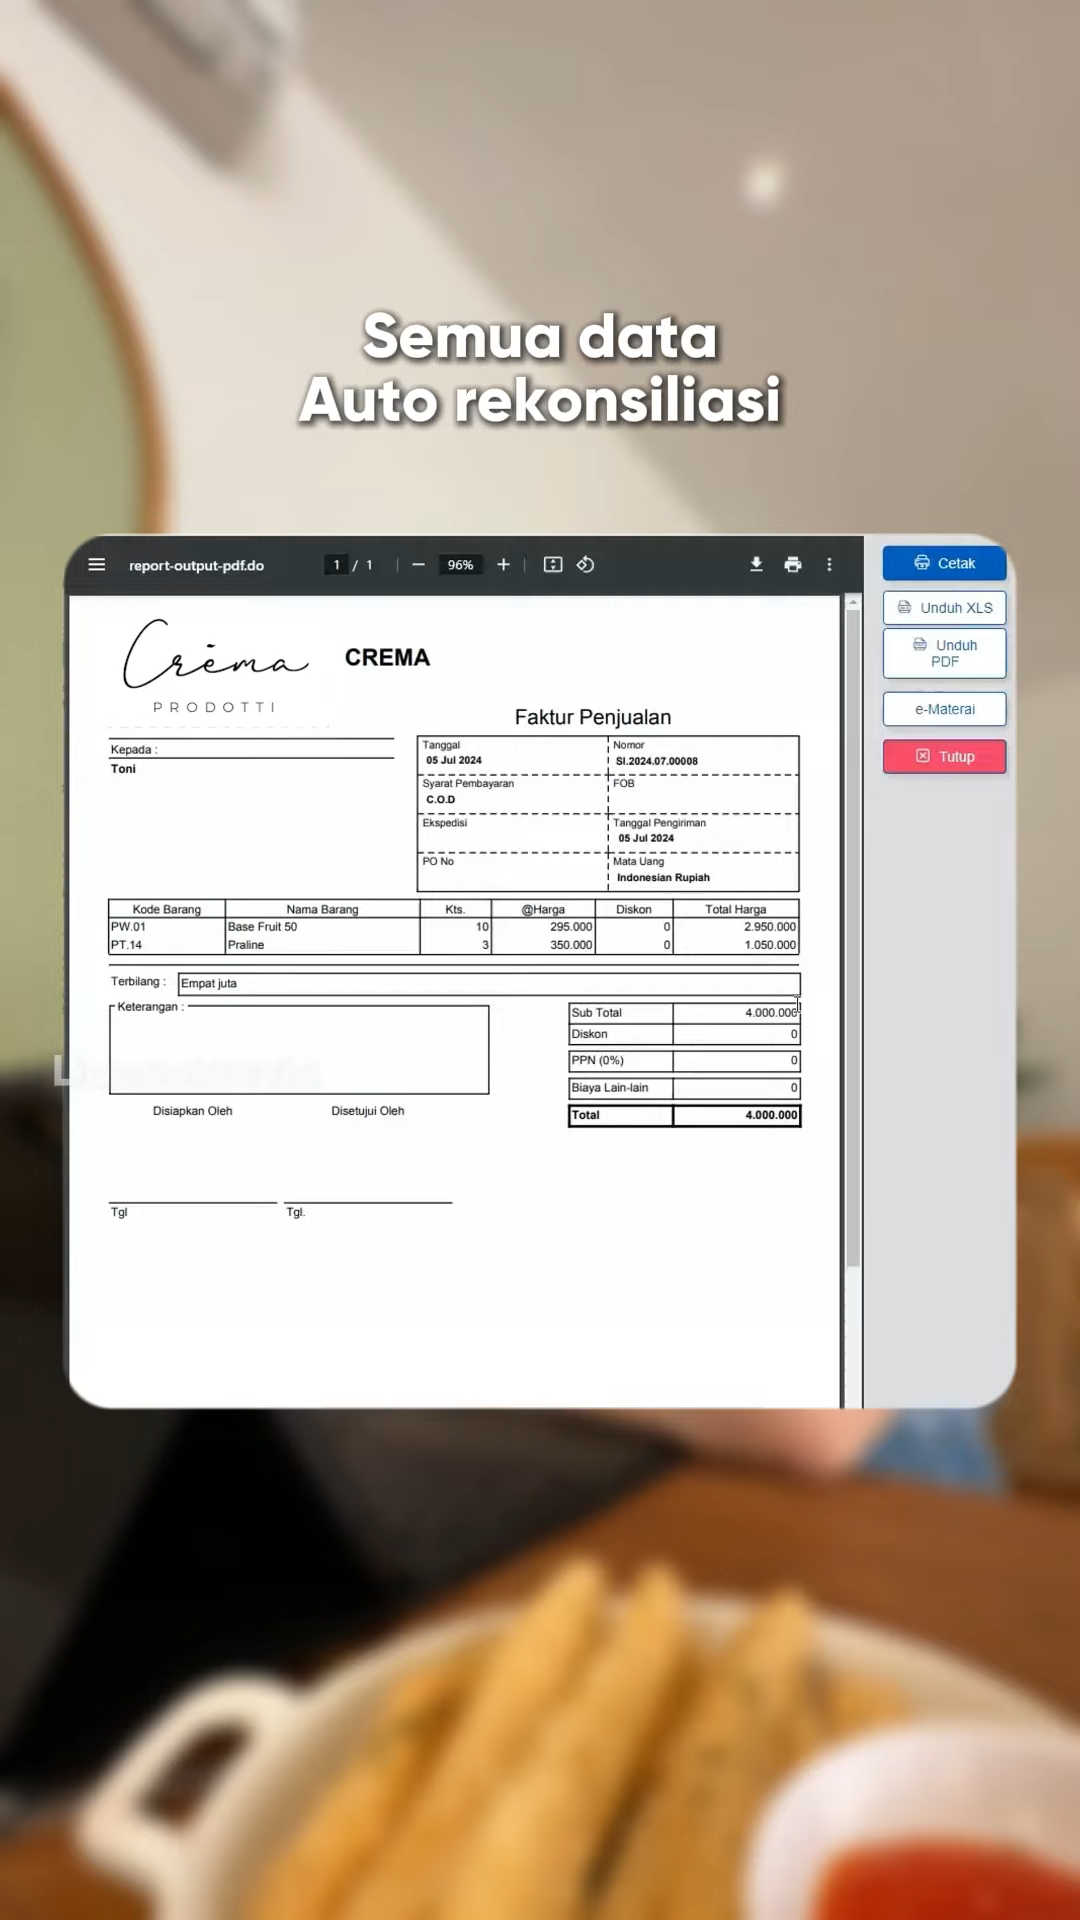 Semua data
Auto rekonsiliasi
report-output-pdf.do 1 / 1 96%
Cetak
Unduh XLS
Unduh
PDF
e-Materai
Tutup
Crèma
PRODOTTI
CREMA
Faktur Penjualan
Kepada :
Toni
Tanggal Nomor
05 Jul 2024 SI.2024.07.00008
Syarat Pembayaran FOB
C.O.D
Ekspedisi Tanggal Pengiriman
05 Jul 2024
PO No Mata Uang
Indonesian Rupiah
Kode Barang Nama Barang Kts. @Harga Diskon Total Harga
PW.01 Base Fruit 50 10 295.000 0 2.950.000
PT.14 Praline 3 350.000 0 1.050.000
Terbilang : Empat juta
Keterangan :
Sub Total 4.000.000
Diskon 0
PPN (0%) 0
Biaya Lain-lain 0
Total 4.000.000
Disiapkan Oleh Disetujui Oleh
Tgl Tgl.